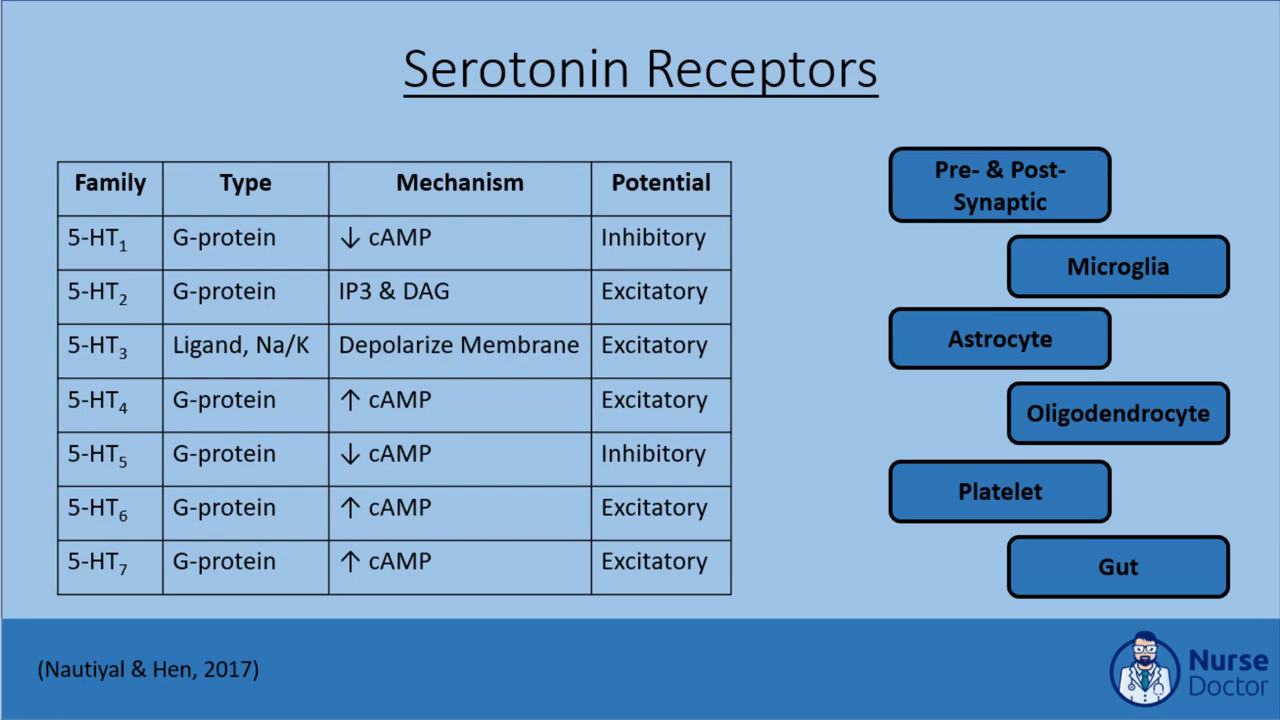 Serotonin Receptors
Family Type Mechanism Potential
5-HT₁ G-protein ↓ cAMP Inhibitory
5-HT₂ G-protein IP3 & DAG Excitatory
5-HT₃ Ligand, Na/K Depolarize Membrane Excitatory
5-HT₄ G-protein ↑ cAMP Excitatory
5-HT₅ G-protein ↓ cAMP Inhibitory
5-HT₆ G-protein ↑ cAMP Excitatory
5-HT₇ G-protein ↑ cAMP Excitatory
Pre- & Post-
Synaptic
Microglia
Astrocyte
Oligodendrocyte
Platelet
Gut
(Nautiyal & Hen, 2017)
Nurse
Doctor